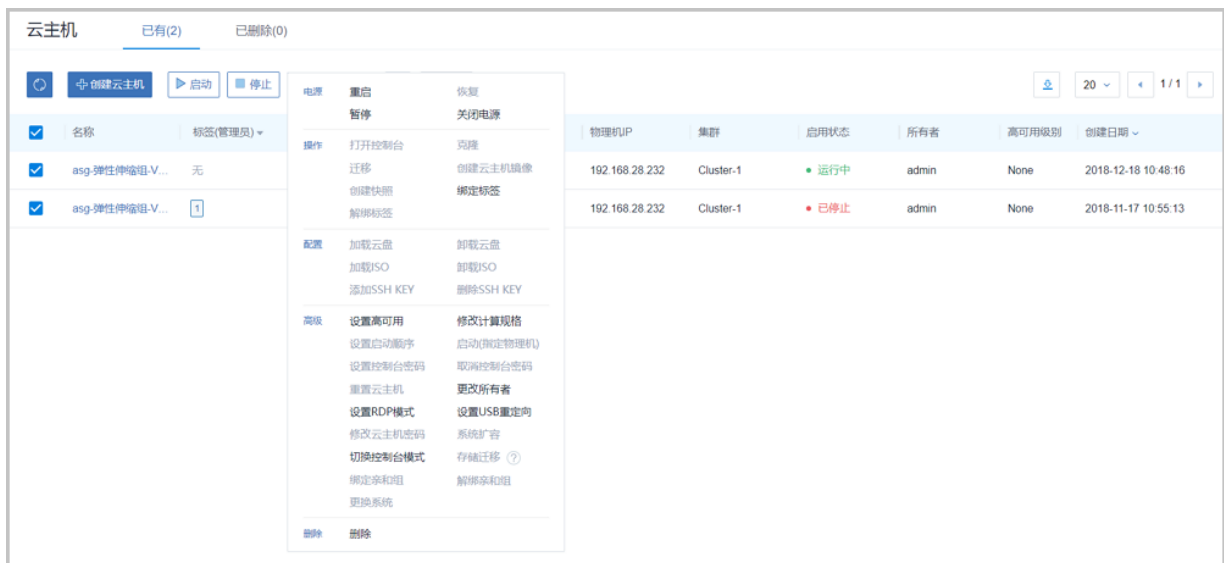 云主机 已有(2) 已删除(0)
创建云主机 启动 停止 20 1/1
名称 标签(管理员) 物理机IP 集群 启用状态 所有者 高可用级别 创建日期
asg-弹性伸缩组-V... 无 192.168.28.232 Cluster-1 运行中 admin None 2018-12-18 10:48:16
asg-弹性伸缩组-V... 1 192.168.28.232 Cluster-1 已停止 admin None 2018-11-17 10:55:13
电源 重启 恢复
暂停 关闭电源
操作 打开控制台 克隆
迁移 创建云主机镜像
创建快照 绑定标签
解绑标签
配置 加载云盘 卸载云盘
加载ISO 卸载ISO
添加SSH KEY 删除SSH KEY
高级 设置高可用 修改计算规格
设置启动顺序 启动(指定物理机)
设置控制台密码 取消控制台密码
重置云主机 更改所有者
设置RDP模式 设置USB重定向
修改云主机密码 系统扩容
切换控制台模式 存储迁移 ?
绑定亲和组 解绑亲和组
更换系统
删除 删除